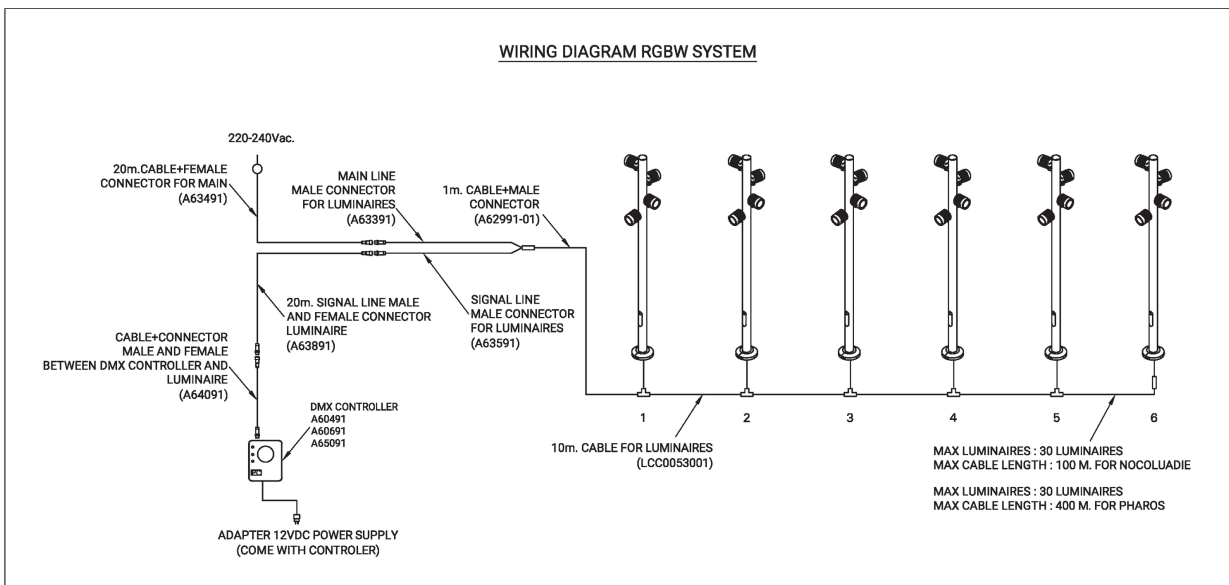 WIRING DIAGRAM RGBW SYSTEM
220-240Vac.
20m.CABLE+FEMALE
CONNECTOR FOR MAIN
(A63491)
MAIN LINE
MALE CONNECTOR
FOR LUMINAIRES
(A63391)
1m. CABLE+MALE
CONNECTOR
(A62991-01)
20m. SIGNAL LINE MALE
AND FEMALE CONNECTOR
LUMINAIRE
(A63891)
SIGNAL LINE
MALE CONNECTOR
FOR LUMINAIRES
(A63591)
CABLE+CONNECTOR
MALE AND FEMALE
BETWEEN DMX CONTROLLER AND
LUMINAIRE
(A64091)
DMX CONTROLLER
A60491
A60691
A65091
ADAPTER 12VDC POWER SUPPLY
(COME WITH CONTROLER)
1 2 3 4 5 6
10m. CABLE FOR LUMINAIRES
(LCC0053001)
MAX LUMINAIRES : 30 LUMINAIRES
MAX CABLE LENGTH : 100 M. FOR NOCOLUADIE
MAX LUMINAIRES : 30 LUMINAIRES
MAX CABLE LENGTH : 400 M. FOR PHAROS